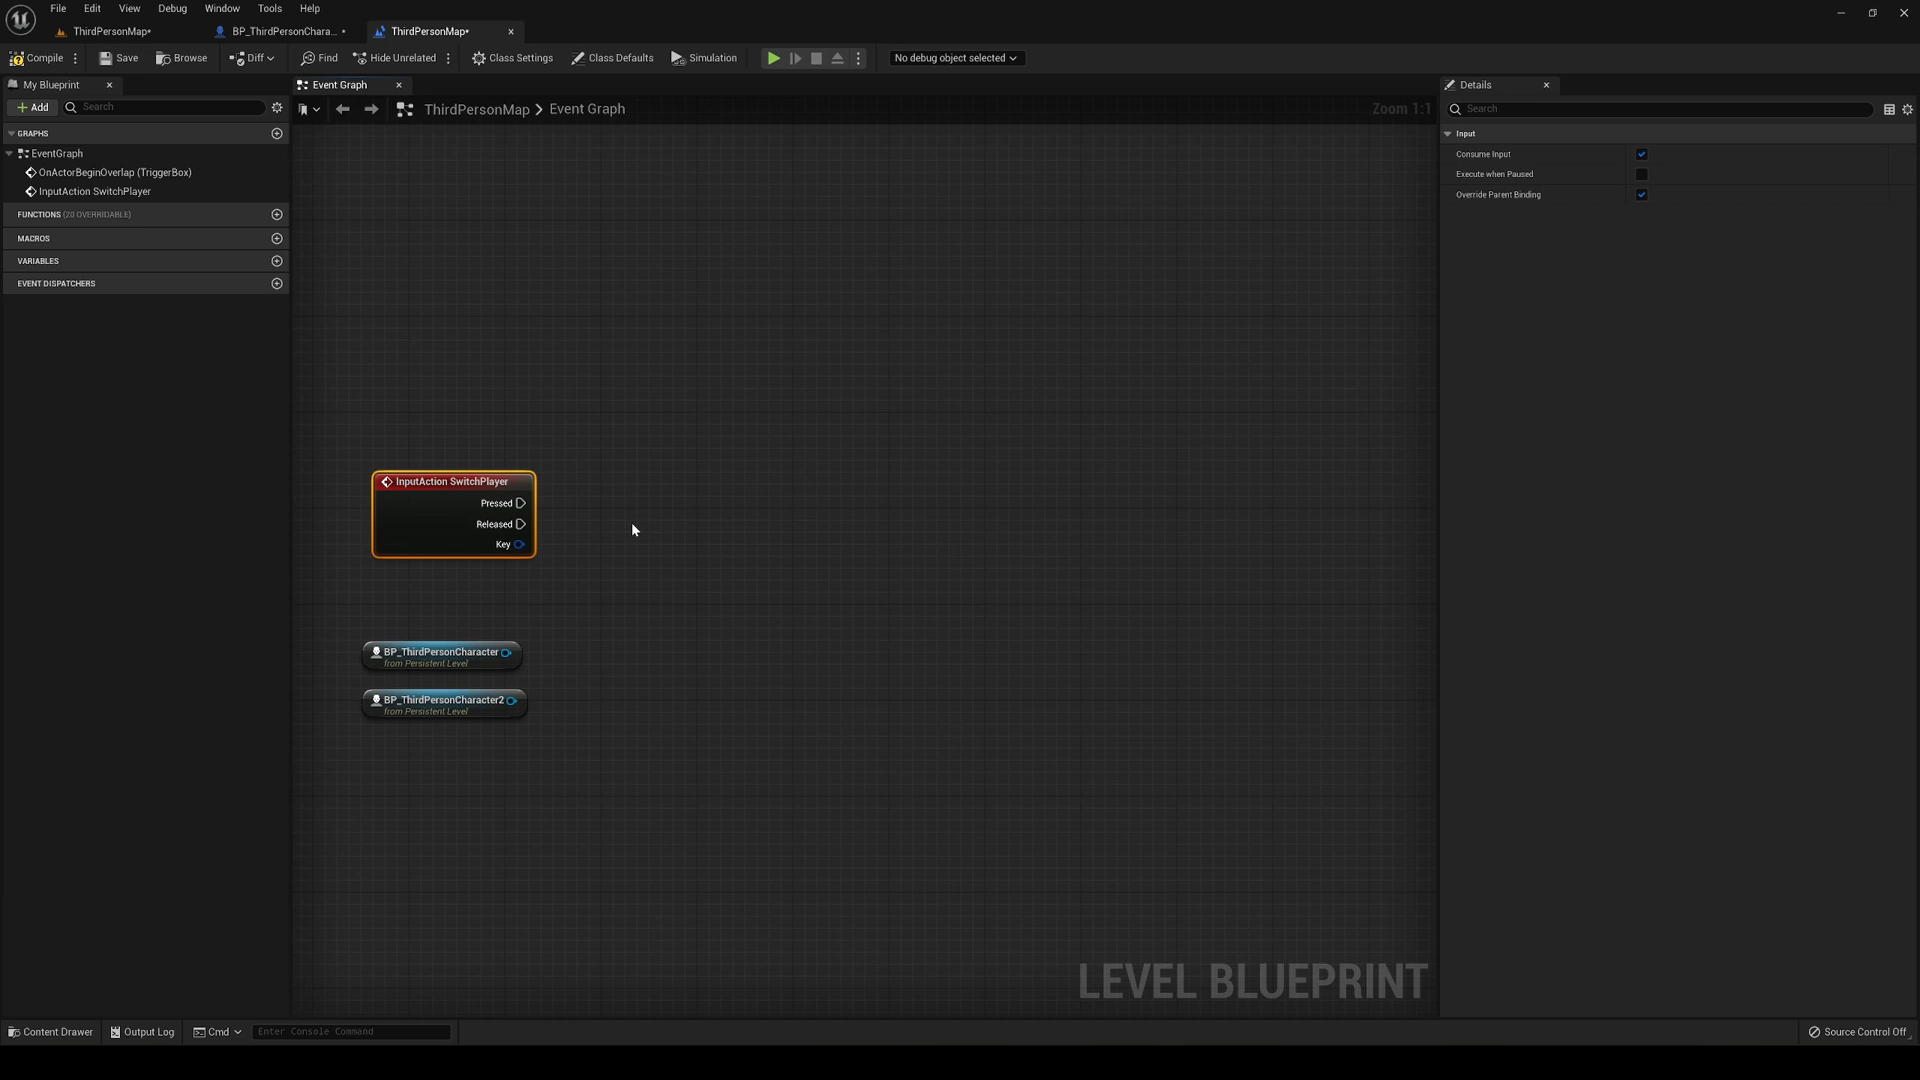 File Edit View Debug Window Tools Help
ThirdPersonMap* BP_ThirdPersonChara... * ThirdPersonMap*
Compile Save Browse Diff Find Hide Unrelated Class Settings Class Defaults Simulation No debug object selected
My Blueprint Event Graph Details
Add Search ThirdPersonMap > Event Graph Zoom 1:1 Search
GRAPHS Input
EventGraph Consume Input
OnActorBeginOverlap (TriggerBox) Execute when Paused
InputAction SwitchPlayer Override Parent Binding
FUNCTIONS (20 OVERRIDABLE)
MACROS
VARIABLES
EVENT DISPATCHERS
InputAction SwitchPlayer
Pressed
Released
Key
BP_ThirdPersonCharacter
from Persistent Level
BP_ThirdPersonCharacter2
from Persistent Level
LEVEL BLUEPRINT
Content Drawer Output Log Cmd Enter Console Command Source Control Off